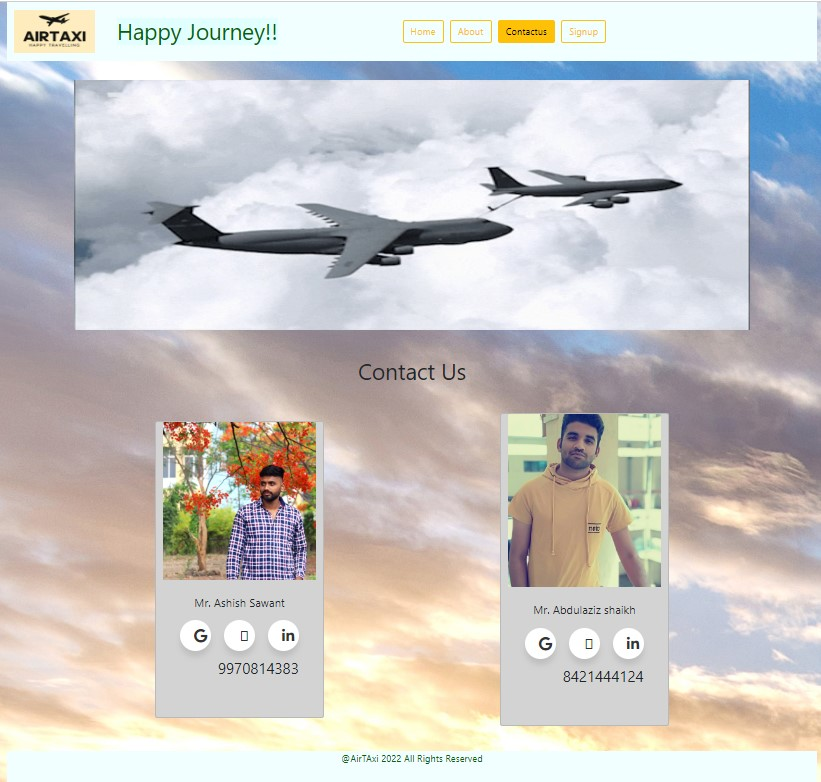 AIRTAXI
HAPPY TRAVELLING
Happy Journey!!
Home
About
Contactus
Signup
Contact Us
Mr. Ashish Sawant
G
in
9970814383
Mr. Abdulaziz shaikh
G
in
8421444124
@AirTAxi 2022 All Rights Reserved